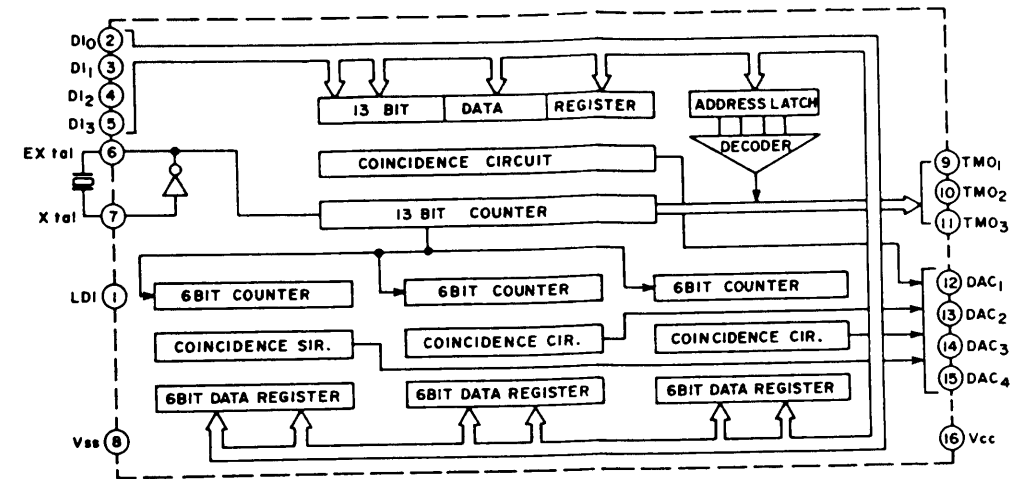 DI0 2
DI1 3
DI2 4
DI3 5
EX tal 6
X tal 7
LDI 1
Vss 8
13 BIT DATA REGISTER
ADDRESS LATCH
DECODER
COINCIDENCE CIRCUIT
13 BIT COUNTER
6BIT COUNTER
6BIT COUNTER
6BIT COUNTER
COINCIDENCE SIR.
COINCIDENCE CIR.
COINCIDENCE CIR.
6BIT DATA REGISTER
6BIT DATA REGISTER
6BIT DATA REGISTER
9 TMO1
10 TMO2
11 TMO3
12 DAC1
13 DAC2
14 DAC3
15 DAC4
16 Vcc